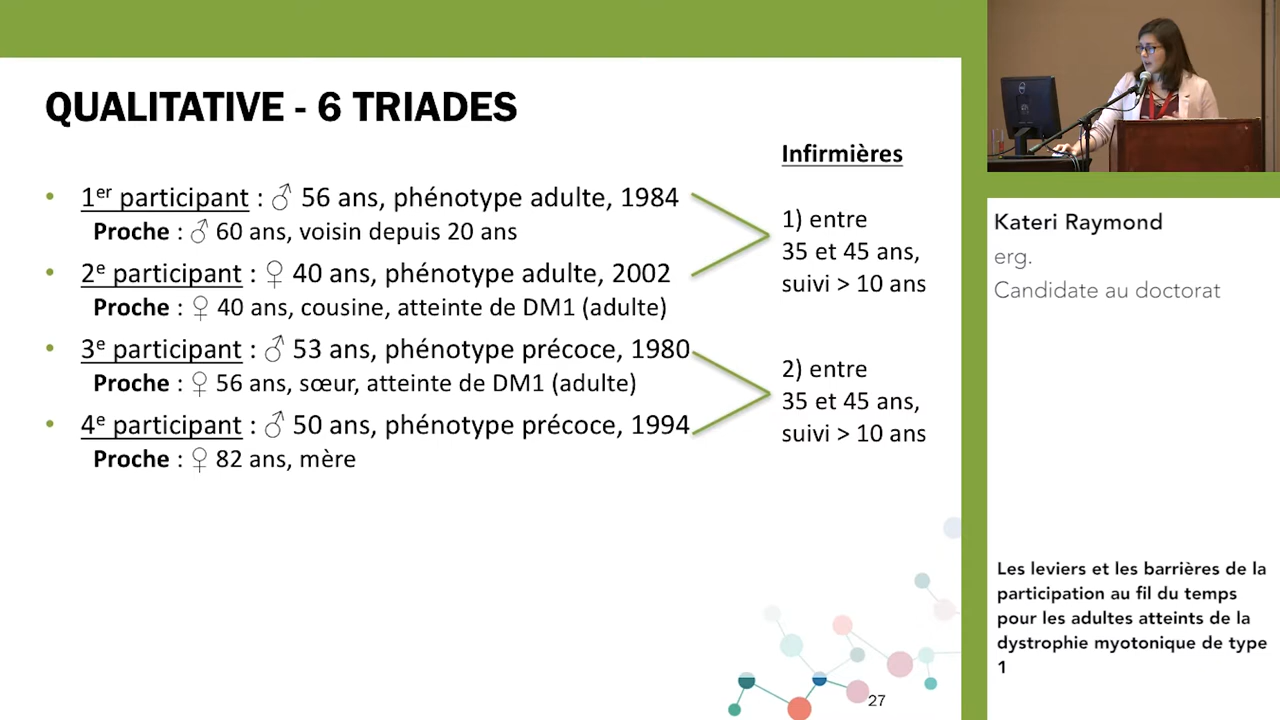 QUALITATIVE - 6 TRIADES
Infirmières
• 1er participant : ♂ 56 ans, phénotype adulte, 1984
Proche : ♂ 60 ans, voisin depuis 20 ans
• 2e participant : ♀ 40 ans, phénotype adulte, 2002
Proche : ♀ 40 ans, cousine, atteinte de DM1 (adulte)
1) entre
35 et 45 ans,
suivi > 10 ans
• 3e participant : ♂ 53 ans, phénotype précoce, 1980
Proche : ♀ 56 ans, sœur, atteinte de DM1 (adulte)
• 4e participant : ♂ 50 ans, phénotype précoce, 1994
Proche : ♀ 82 ans, mère
2) entre
35 et 45 ans,
suivi > 10 ans
27
Kateri Raymond
erg.
Candidate au doctorat
Les leviers et les barrières de la
participation au fil du temps
pour les adultes atteints de la
dystrophie myotonique de type
1